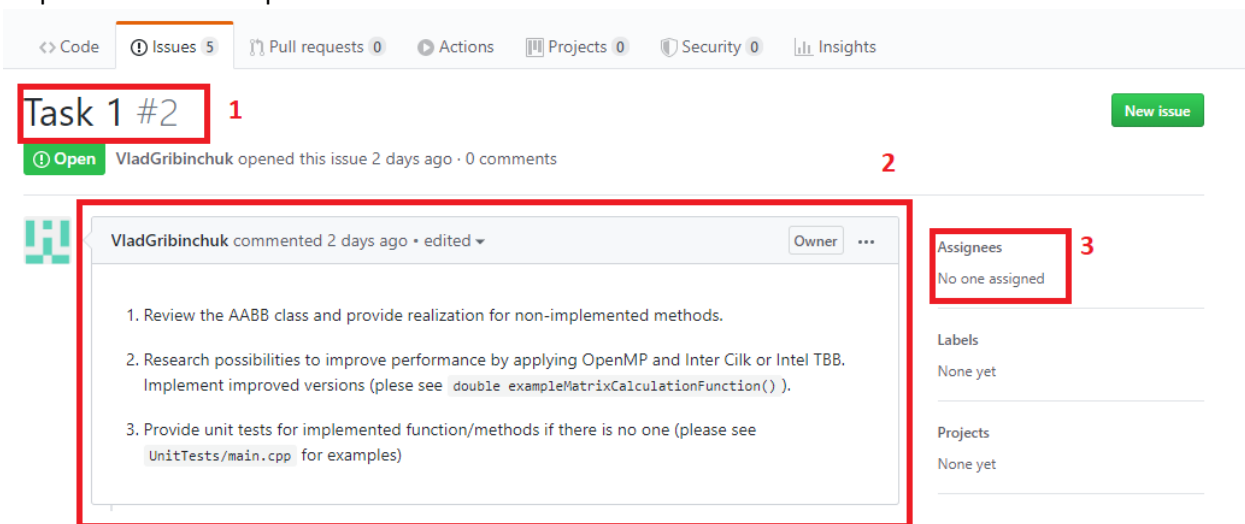 Code Issues 5 Pull requests 0 Actions Projects 0 Security 0 Insights
Task 1 #2 1
New issue
Open VladGribinchuk opened this issue 2 days ago · 0 comments
2
VladGribinchuk commented 2 days ago • edited
Owner ...
1. Review the AABB class and provide realization for non-implemented methods.
2. Research possibilities to improve performance by applying OpenMP and Inter Cilk or Intel TBB.
Implement improved versions (plese see double exampleMatrixCalculationFunction() ).
3. Provide unit tests for implemented function/methods if there is no one (please see
UnitTests/main.cpp for examples)
Assignees 3
No one assigned
Labels
None yet
Projects
None yet